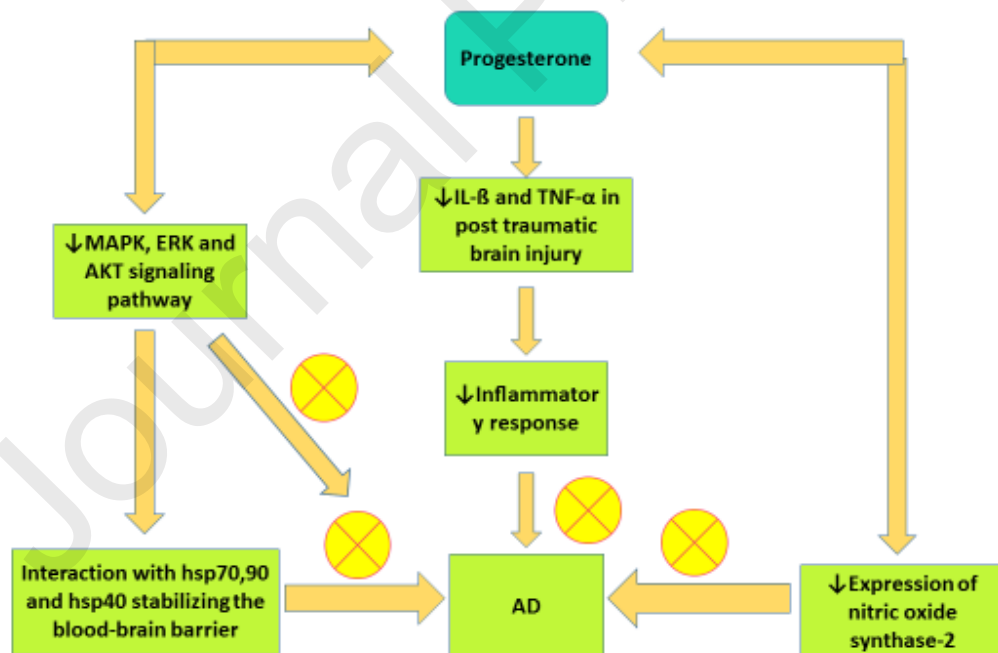 Progesterone
↓IL-ß and TNF-α in
post traumatic
brain injury
↓MAPK, ERK and
AKT signaling
pathway
↓Inflammator
y response
Interaction with hsp70,90
and hsp40 stabilizing the
blood-brain barrier
AD
↓Expression of
nitric oxide
synthase-2
Journal P